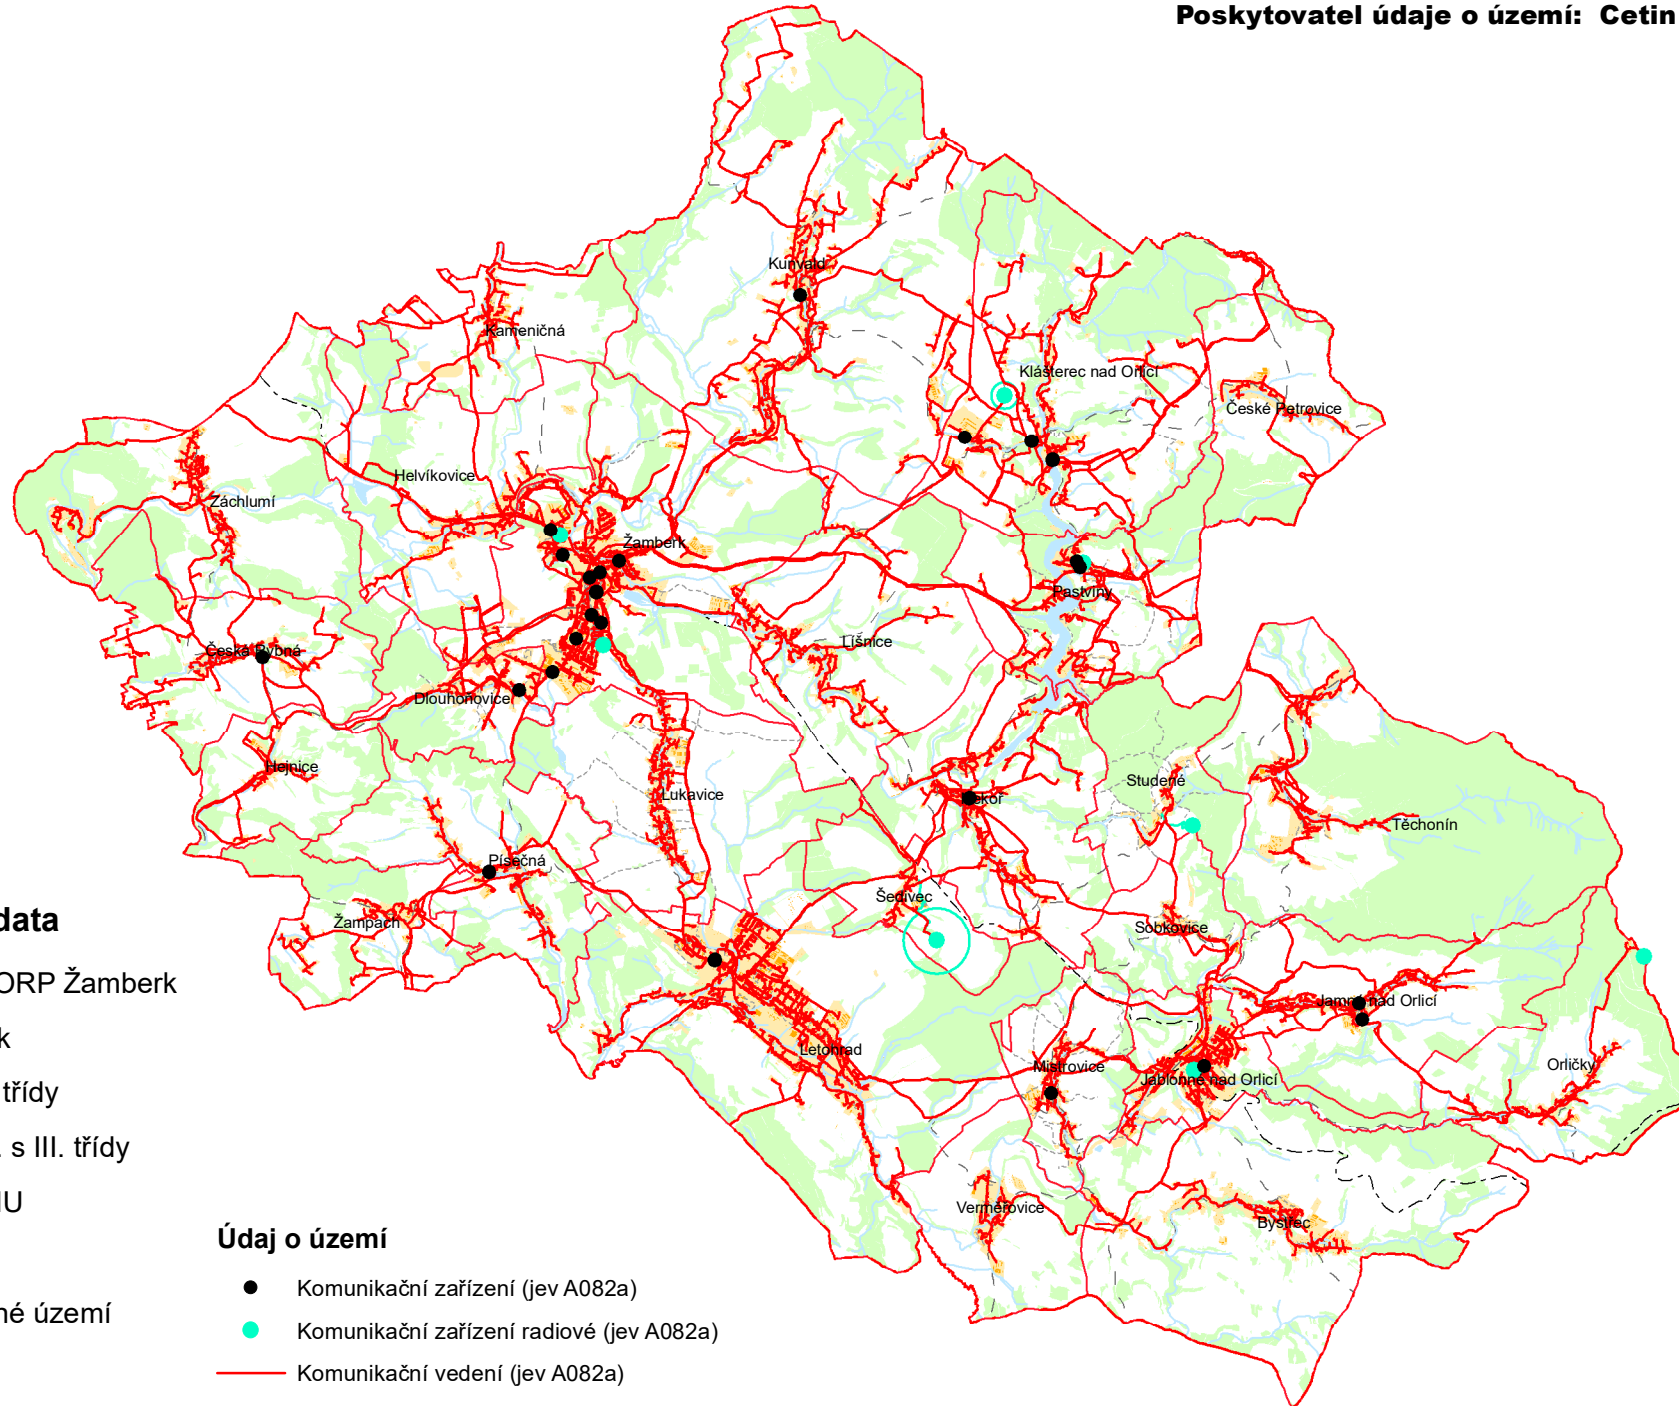 Poskytovatel údaje o území: Cetin
Kunvald
Kameničná
Klášterec nad Orlicí
České Petrovice
Helvíkovice
Záchlumí
Žamberk
Pastviny
Líšnice
Česká Rybná
Dlouhoňovice
Hejnice
Lukavice
Studené
Těchonín
Písečná
Šedivec
Žampach
Sobkovice
Jamné nad Orlicí
Letohrad
Mistrovice
Jablonné nad Orlicí
Orličky
Verměřovice
Bystřec
data
ORP Žamberk
k
třídy
s III. třídy
IU
né území
Údaj o území
Komunikační zařízení (jev A082a)
Komunikační zařízení radiové (jev A082a)
Komunikační vedení (jev A082a)